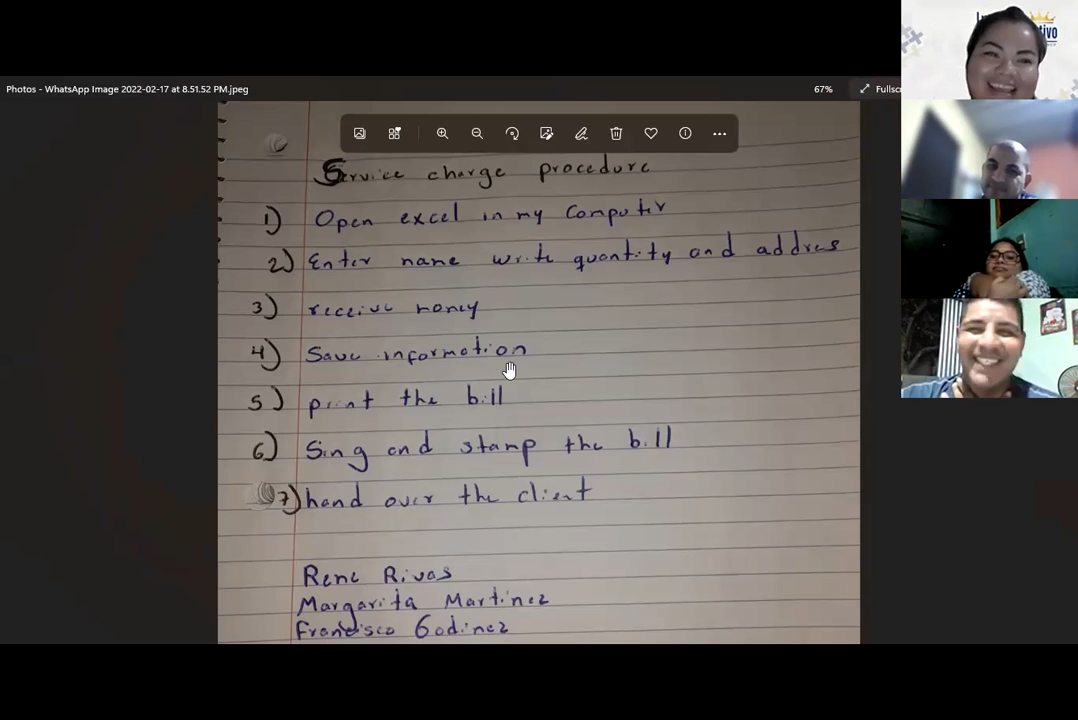 Photos - WhatsApp Image 2022-02-17 at 8.51.52 PM.jpeg
67%
Service charge procedure
1) Open excel in my Computer
2) Enter name write quantity and addres
3) receive money
4) Save information
5) print the bill
6) Sing and stamp the bill
7) hand over the client
Rene Rivas
Margarita Martinez
Francisco Godinez